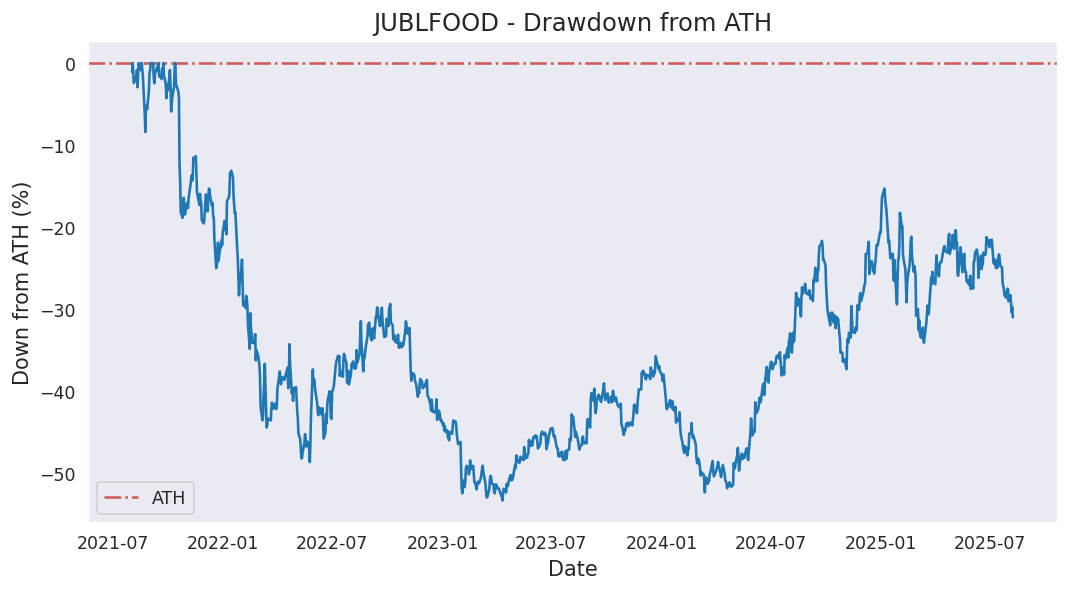 JUBLFOOD - Drawdown from ATH
Down from ATH (%)
0
−10
−20
−30
−40
−50
ATH
2021-07 2022-01 2022-07 2023-01 2023-07 2024-01 2024-07 2025-01 2025-07
Date